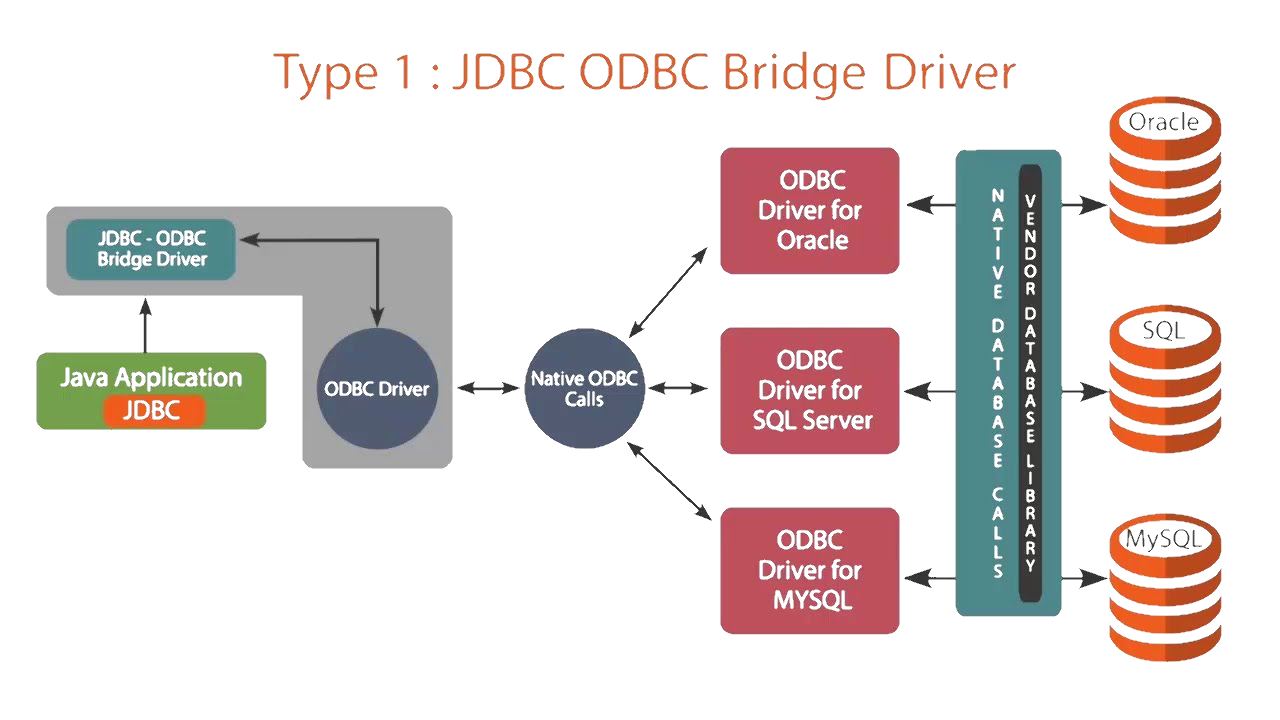 Type 1 : JDBC ODBC Bridge Driver
JDBC - ODBC
Bridge Driver
Java Application
JDBC
ODBC Driver
Native ODBC
Calls
ODBC
Driver for
Oracle
ODBC
Driver for
SQL Server
ODBC
Driver for
MYSQL
NATIVE DATABASE CALLS
VENDOR DATABASE LIBRARY
Oracle
SQL
MySQL